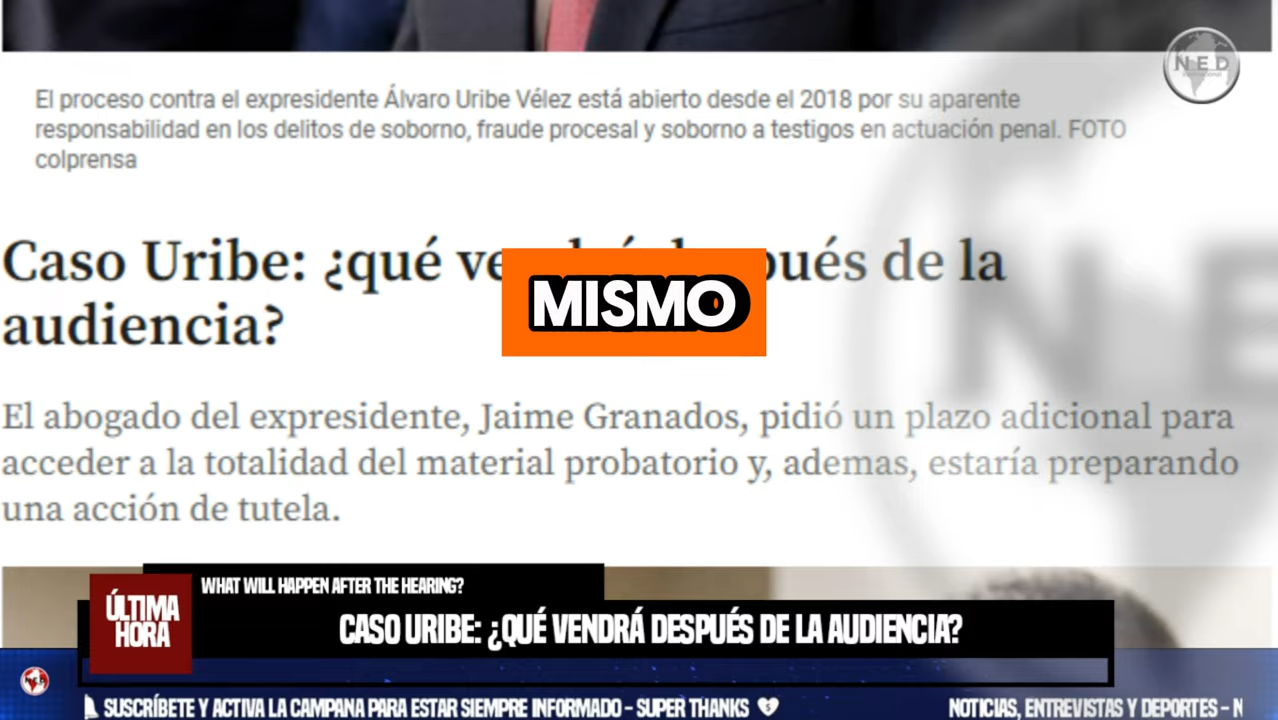 NED
El proceso contra el expresidente Álvaro Uribe Vélez está abierto desde el 2018 por su aparente
responsabilidad en los delitos de soborno, fraude procesal y soborno a testigos en actuación penal. FOTO
colprensa
Caso Uribe: ¿qué después de la
MISMO
audiencia?
El abogado del expresidente, Jaime Granados, pidió un plazo adicional para
acceder a la totalidad del material probatorio y, ademas, estaría preparando
una acción de tutela.
WHAT WILL HAPPEN AFTER THE HEARING?
ÚLTIMA
HORA
CASO URIBE: ¿QUÉ VENDRÁ DESPUÉS DE LA AUDIENCIA?
SUSCRÍBETE Y ACTIVA LA CAMPANA PARA ESTAR SIEMPRE INFORMADO - SUPER THANKS
NOTICIAS, ENTREVISTAS Y DEPORTES - N